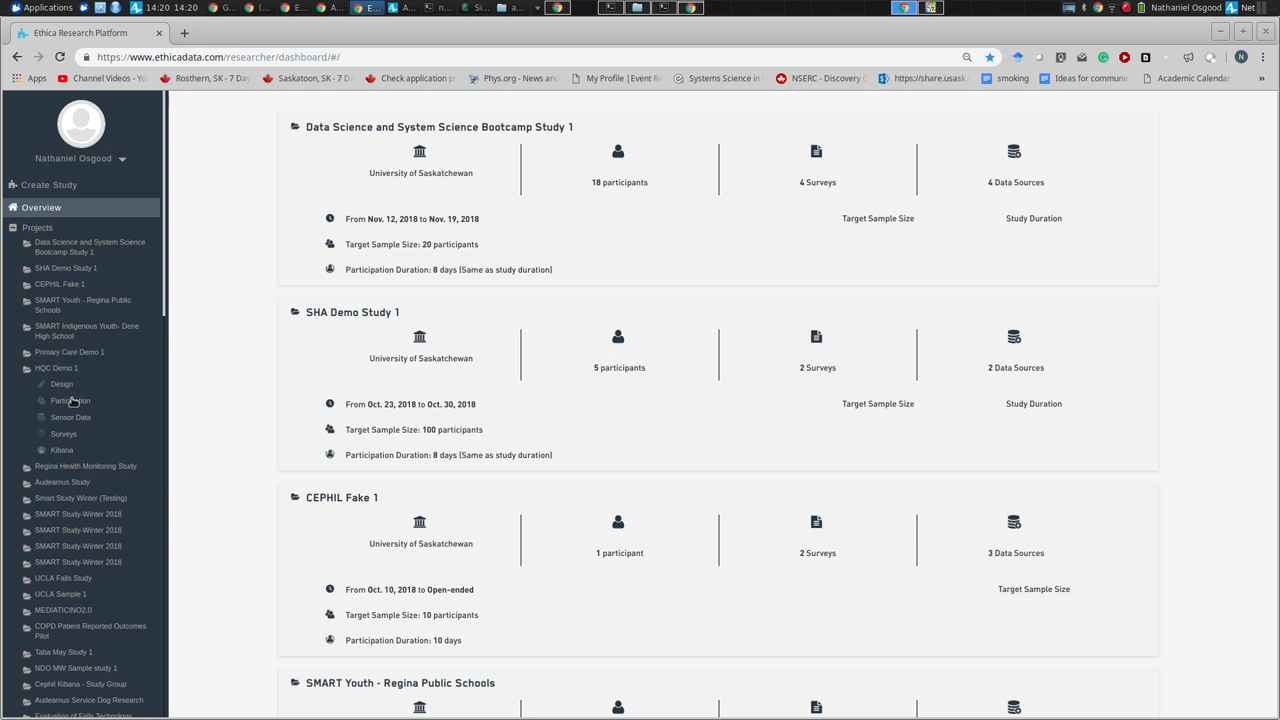 Applications
14:20 14:20
G...
(...
(...
a...
E...
A...
n...
Si...
a...
Nathaniel Osgood
Net
Ethica Research Platform
https://www.ethicadata.com/researcher/dashboard/#/
N
Apps
Channel Videos - Yo
Rosthern, SK - 7 Day
Saskatoon, SK - 7 Da
Check application p
Phys.org - News and
My Profile |Event R
Systems Science in
NSERC - Discovery G
https://share.usask
smoking
Ideas for communic
Academic Calendar
Nathaniel Osgood
Create Study
Overview
Projects
Data Science and System Science
Bootcamp Study 1
SHA Demo Study 1
CEPHIL Fake 1
SMART Youth - Regina Public
Schools
SMART Indigenous Youth- Dene
High School
Primary Care Demo 1
HQC Demo 1
Design
Participation
Sensor Data
Surveys
Kibana
Regina Health Monitoring Study
Audeamus Study
Smart Study Winter (Testing)
SMART Study-Winter 2018
SMART Study-Winter 2018
SMART Study-Winter 2018
SMART Study-Winter 2018
UCLA Falls Study
UCLA Sample 1
MEDIATICINO2.0
COPD Patient Reported Outcomes
Pilot
Taba May Study 1
NDO MW Sample study 1
Cephil Kibana - Study Group
Audeamus Service Dog Research
Evaluation of Fells Technology
Data Science and System Science Bootcamp Study 1
University of Saskatchewan
18 participants
4 Surveys
4 Data Sources
From Nov. 12, 2018 to Nov. 19, 2018
Target Sample Size
Study Duration
Target Sample Size: 20 participants
Participation Duration: 8 days (Same as study duration)
SHA Demo Study 1
University of Saskatchewan
5 participants
2 Surveys
2 Data Sources
From Oct. 23, 2018 to Oct. 30, 2018
Target Sample Size
Study Duration
Target Sample Size: 100 participants
Participation Duration: 8 days (Same as study duration)
CEPHIL Fake 1
University of Saskatchewan
1 participant
2 Surveys
3 Data Sources
From Oct. 10, 2018 to Open-ended
Target Sample Size
Target Sample Size: 10 participants
Participation Duration: 10 days
SMART Youth - Regina Public Schools